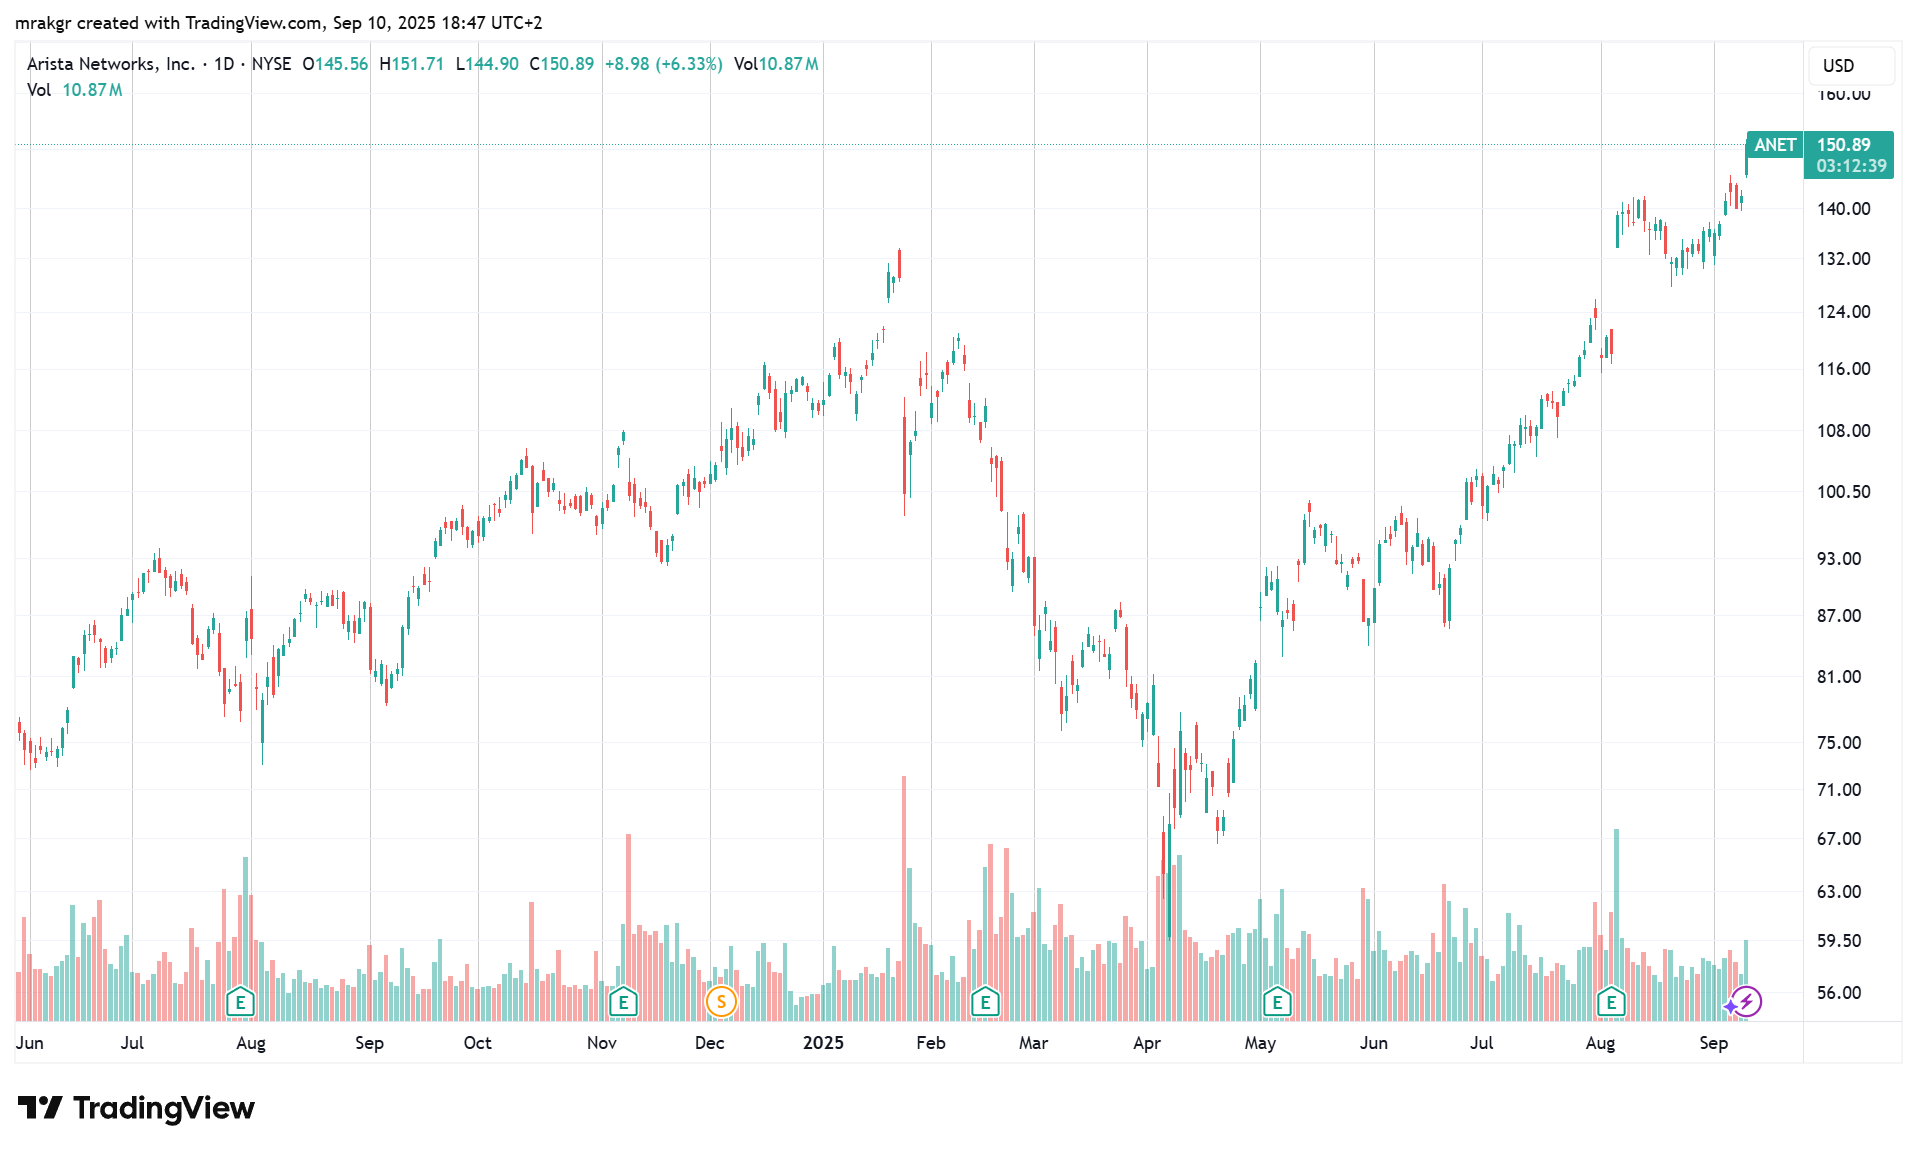 mrakgr created with TradingView.com, Sep 10, 2025 18:47 UTC+2
Arista Networks, Inc. · 1D · NYSE O145.56 H151.71 L144.90 C150.89 +8.98 (+6.33%) Vol10.87M
Vol 10.87M
USD
160.00
ANET 150.89
03:12:39
140.00
132.00
124.00
116.00
108.00
100.50
93.00
87.00
81.00
75.00
71.00
67.00
63.00
59.50
56.00
E E S E E E
Jun Jul Aug Sep Oct Nov Dec 2025 Feb Mar Apr May Jun Jul Aug Sep
TradingView